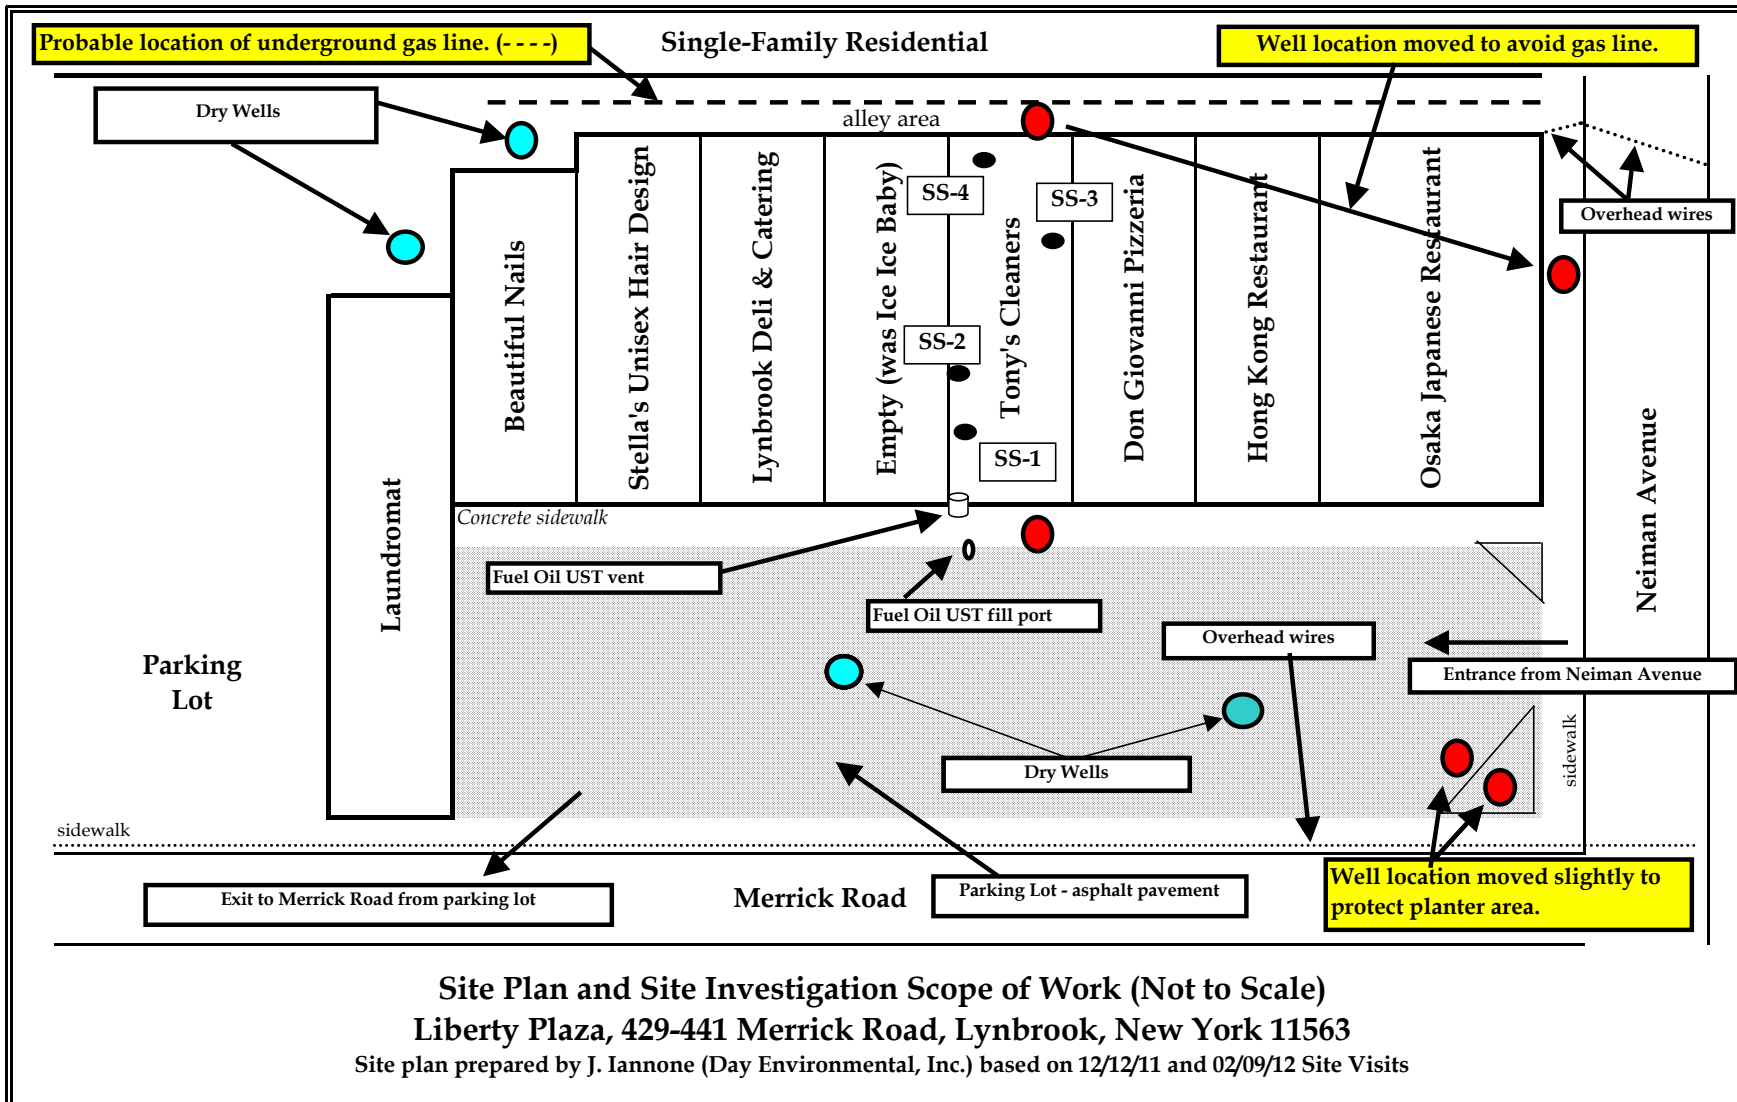 Probable location of underground gas line. (- - - -)
Single-Family Residential
Well location moved to avoid gas line.
Dry Wells
alley area
Overhead wires
Beautiful Nails
Stella's Unisex Hair Design
Lynbrook Deli & Catering
Empty (was Ice Ice Baby)
SS-4
SS-2
Tony's Cleaners
SS-3
SS-1
Don Giovanni Pizzeria
Hong Kong Restaurant
Osaka Japanese Restaurant
Neiman Avenue
Laundromat
Concrete sidewalk
Fuel Oil UST vent
Fuel Oil UST fill port
Overhead wires
Entrance from Neiman Avenue
Parking
Lot
Dry Wells
sidewalk
sidewalk
Exit to Merrick Road from parking lot
Merrick Road
Parking Lot - asphalt pavement
Well location moved slightly to
protect planter area.
Site Plan and Site Investigation Scope of Work (Not to Scale)
Liberty Plaza, 429-441 Merrick Road, Lynbrook, New York 11563
Site plan prepared by J. Iannone (Day Environmental, Inc.) based on 12/12/11 and 02/09/12 Site Visits